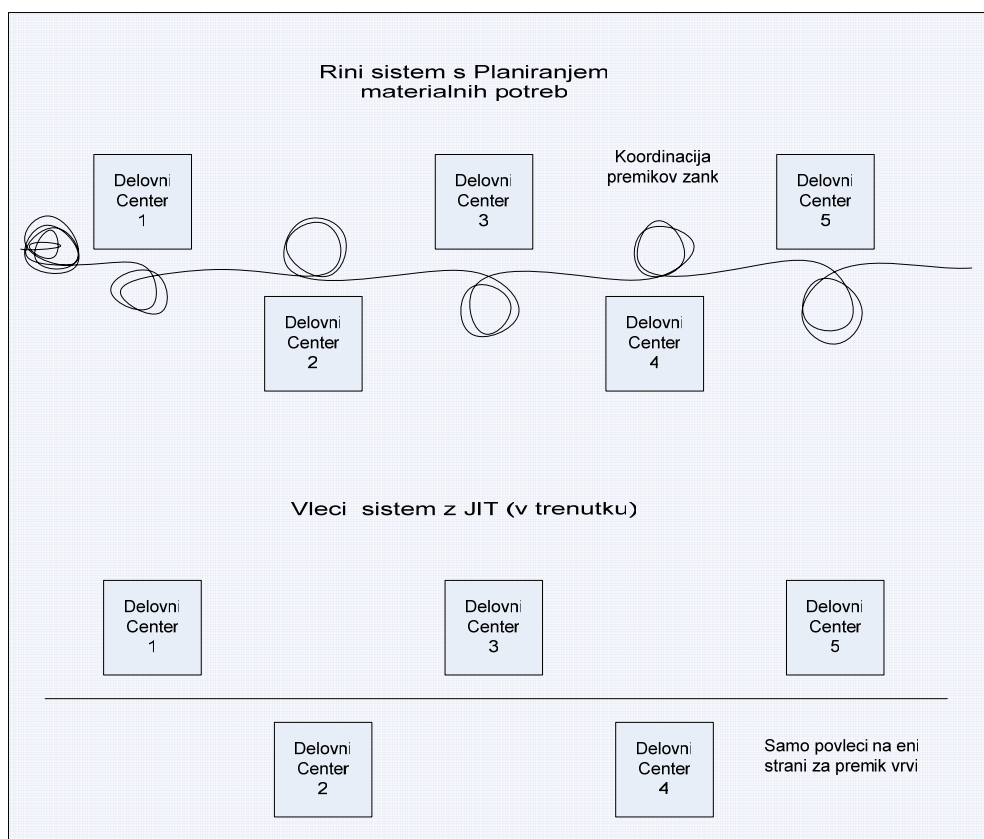 Rini sistem s Planiranjem
materialnih potreb
Delovni
Center
1
Delovni
Center
3
Koordinacija
premikov zank
Delovni
Center
5
Delovni
Center
2
Delovni
Center
4
Vleci sistem z JIT (v trenutku)
Delovni
Center
1
Delovni
Center
3
Delovni
Center
5
Delovni
Center
2
Delovni
Center
4
Samo povleci na eni
strani za premik vrvi